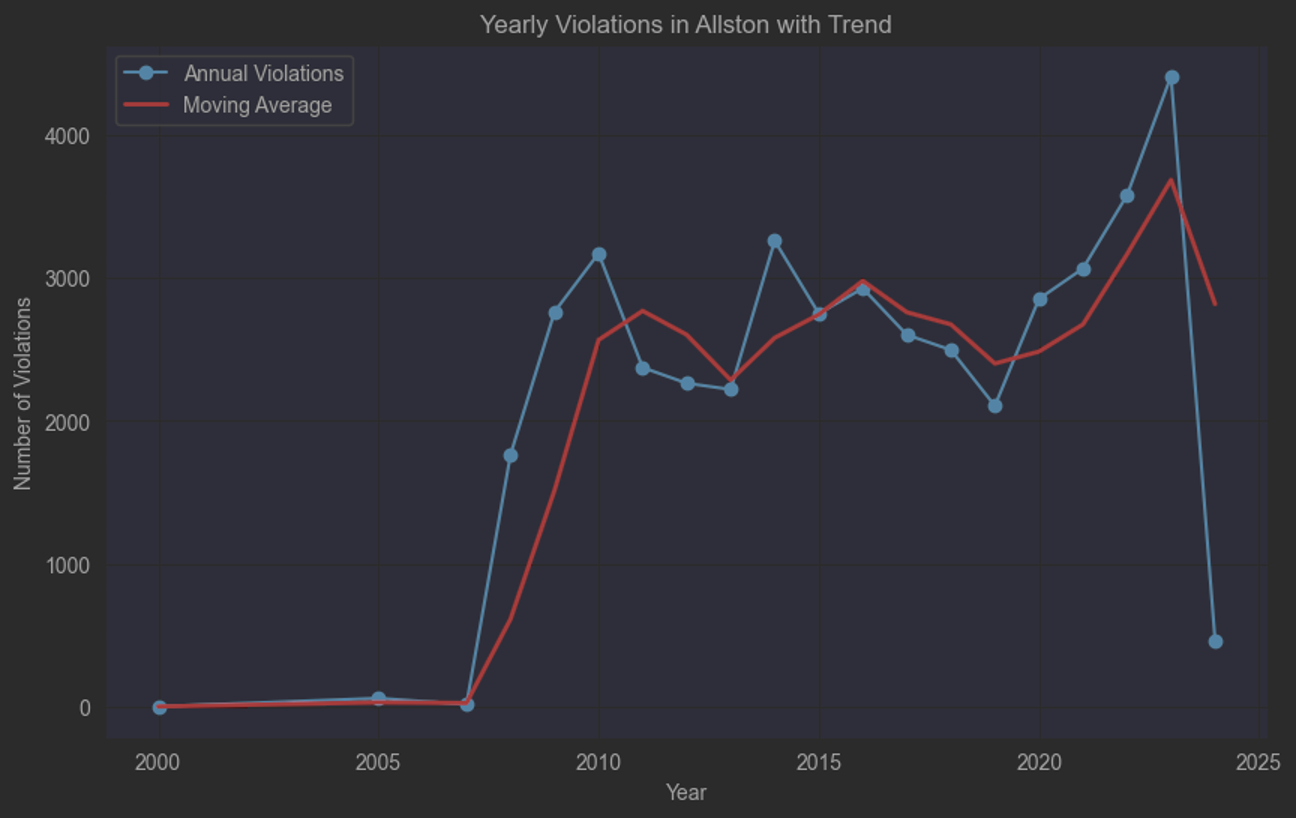 Yearly Violations in Allston with Trend
Annual Violations
Moving Average
Number of Violations
4000
3000
2000
1000
0
2000 2005 2010 2015 2020 2025
Year